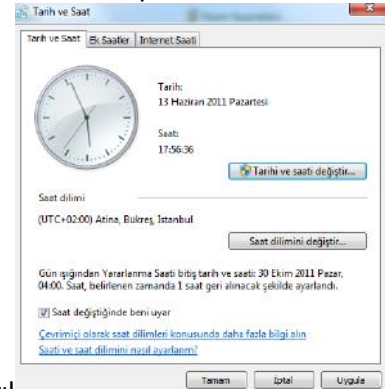 Tarih ve Saat
Tarih ve Saat Ek Saatler Internet Saati
Tarih:
13 Haziran 2011 Pazartesi
Saat:
17:56:36
Tarihi ve saati değiştir...
Saat dilimi
(UTC+02:00) Atina, Bükreş, Istanbul
Saat dilimini değiştir...
Gün ışığından Yararlanma Saati bitiş tarih ve saati: 30 Ekim 2011 Pazar,
04:00. Saat, belirlenen zamanda 1 saat geri alınacak şekilde ayarlandı.
Saat değiştiğinde beni uyar
Çevrimiçi olarak saat dilimleri konusunda daha fazla bilgi alın
Saati ve saat dilimini nasıl ayarlarım?
Tamam İptal Uygula